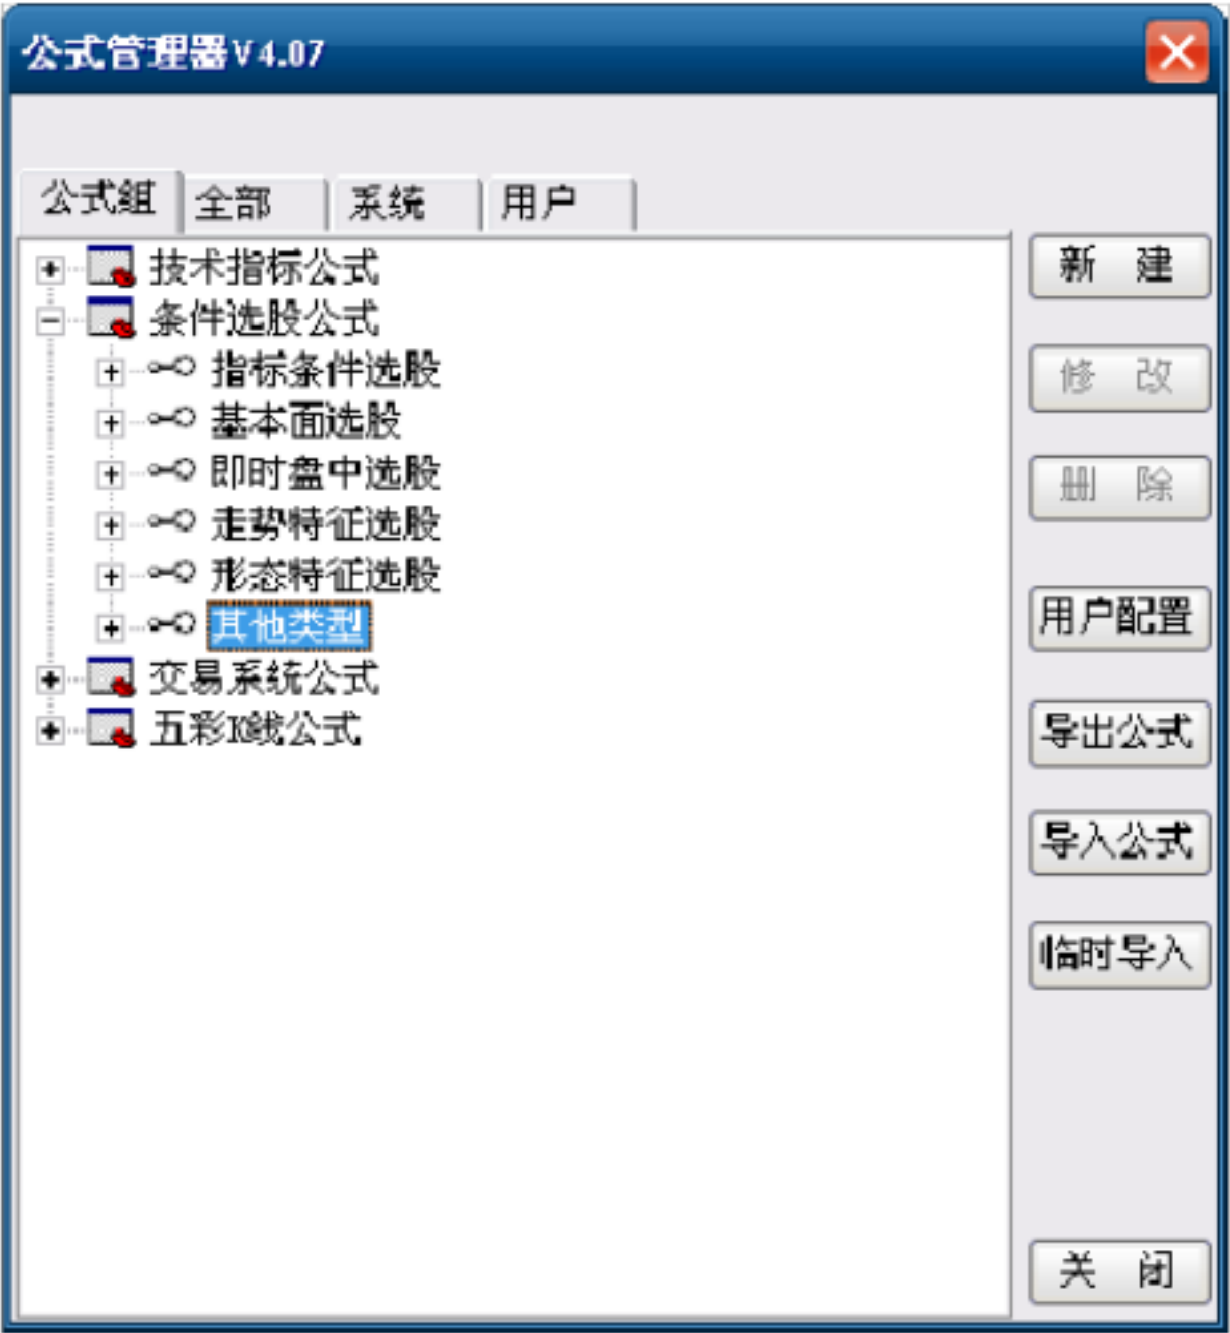 公式管理器V4.07
公式组 全部 系统 用户
技术指标公式
条件选股公式
指标条件选股
基本面选股
即时盘中选股
走势特征选股
形态特征选股
其他类型
交易系统公式
五彩K线公式
新 建
修 改
删 除
用户配置
导出公式
导入公式
临时导入
关 闭